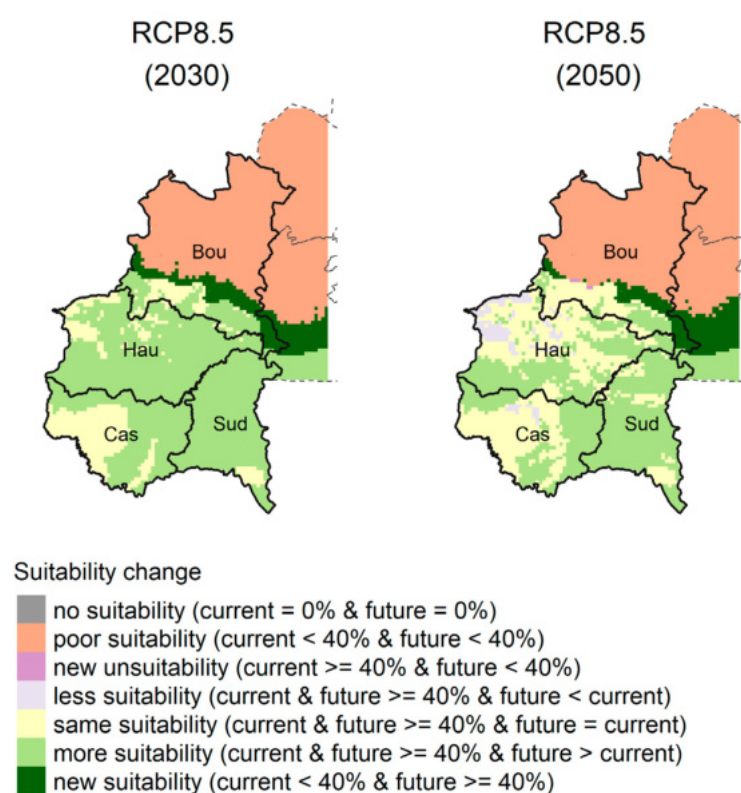 RCP8.5
(2030)
RCP8.5
(2050)
Bou
Hau
Cas
Sud
Bou
Hau
Cas
Sud
Suitability change
no suitability (current = 0% & future = 0%)
poor suitability (current < 40% & future < 40%)
new unsuitability (current >= 40% & future < 40%)
less suitability (current & future >= 40% & future < current)
same suitability (current & future >= 40% & future = current)
more suitability (current & future >= 40% & future > current)
new suitability (current < 40% & future >= 40%)